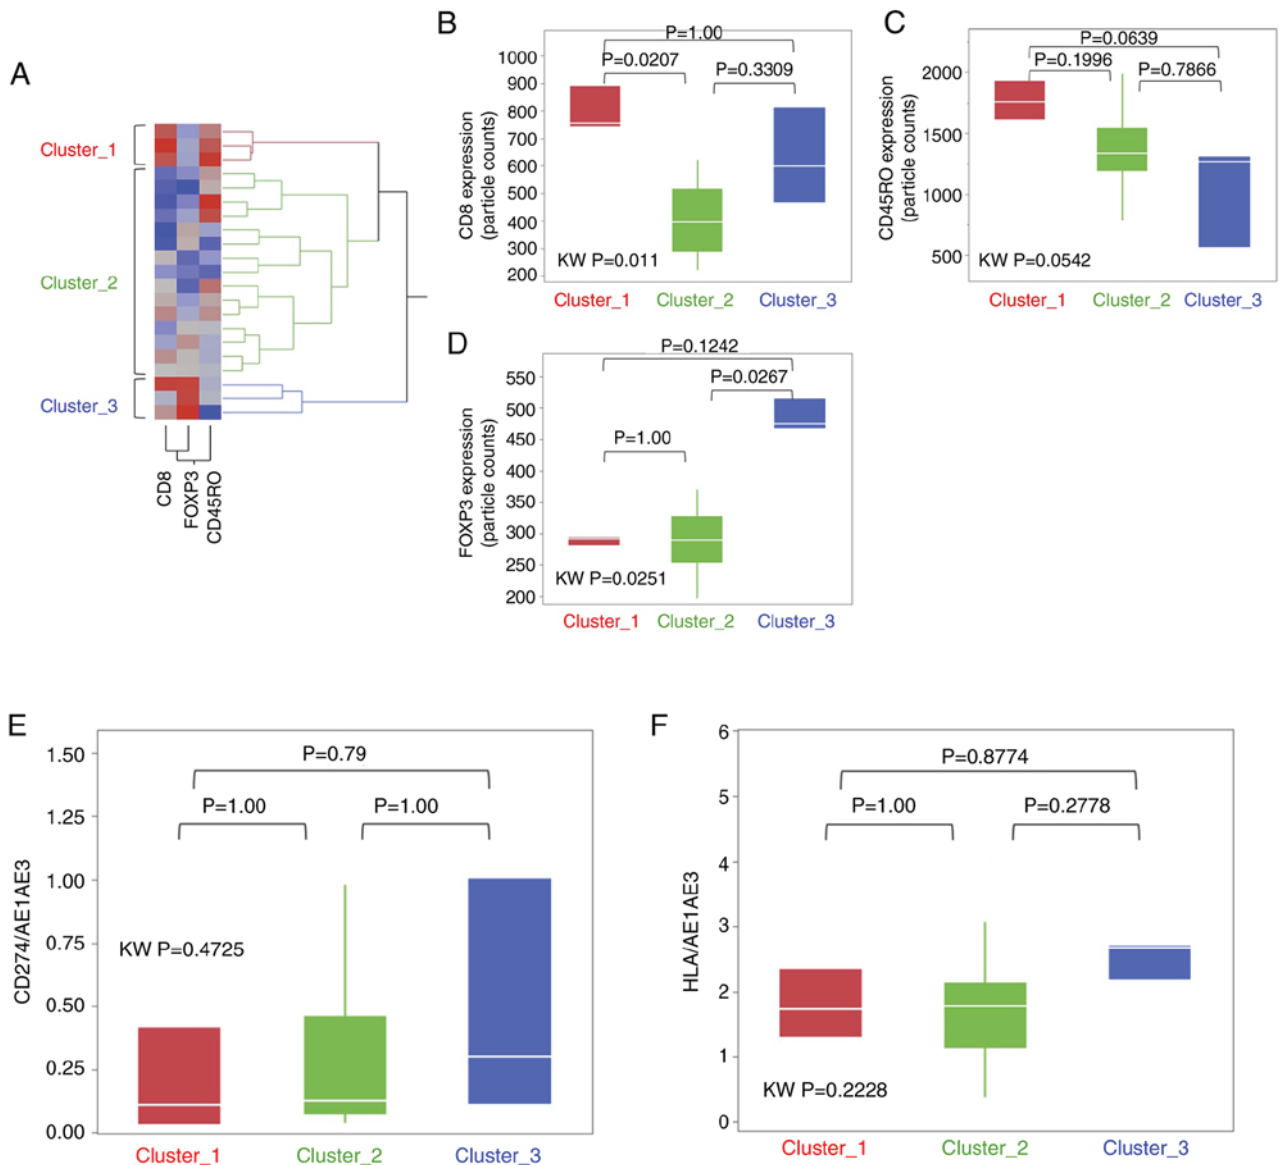 A
Cluster_1
Cluster_2
Cluster_3
CD8
FOXP3
CD45RO
B
CD8 expression
(particle counts)
1000
900
800
700
600
500
400
300
200
P=1.00
P=0.0207
P=0.3309
KW P=0.011
Cluster_1
Cluster_2
Cluster_3
C
CD45RO expression
(particle counts)
2000
1500
1000
500
P=0.0639
P=0.1996
P=0.7866
KW P=0.0542
Cluster_1
Cluster_2
Cluster_3
D
FOXP3 expression
(particle counts)
550
500
450
400
350
300
250
200
P=0.1242
P=0.0267
P=1.00
KW P=0.0251
Cluster_1
Cluster_2
Cluster_3
E
CD274/AE1AE3
1.50
1.25
1.00
0.75
0.50
0.25
0.00
P=0.79
P=1.00
P=1.00
KW P=0.4725
Cluster_1
Cluster_2
Cluster_3
F
HLA/AE1AE3
6
5
4
3
2
1
0
P=0.8774
P=1.00
P=0.2778
KW P=0.2228
Cluster_1
Cluster_2
Cluster_3